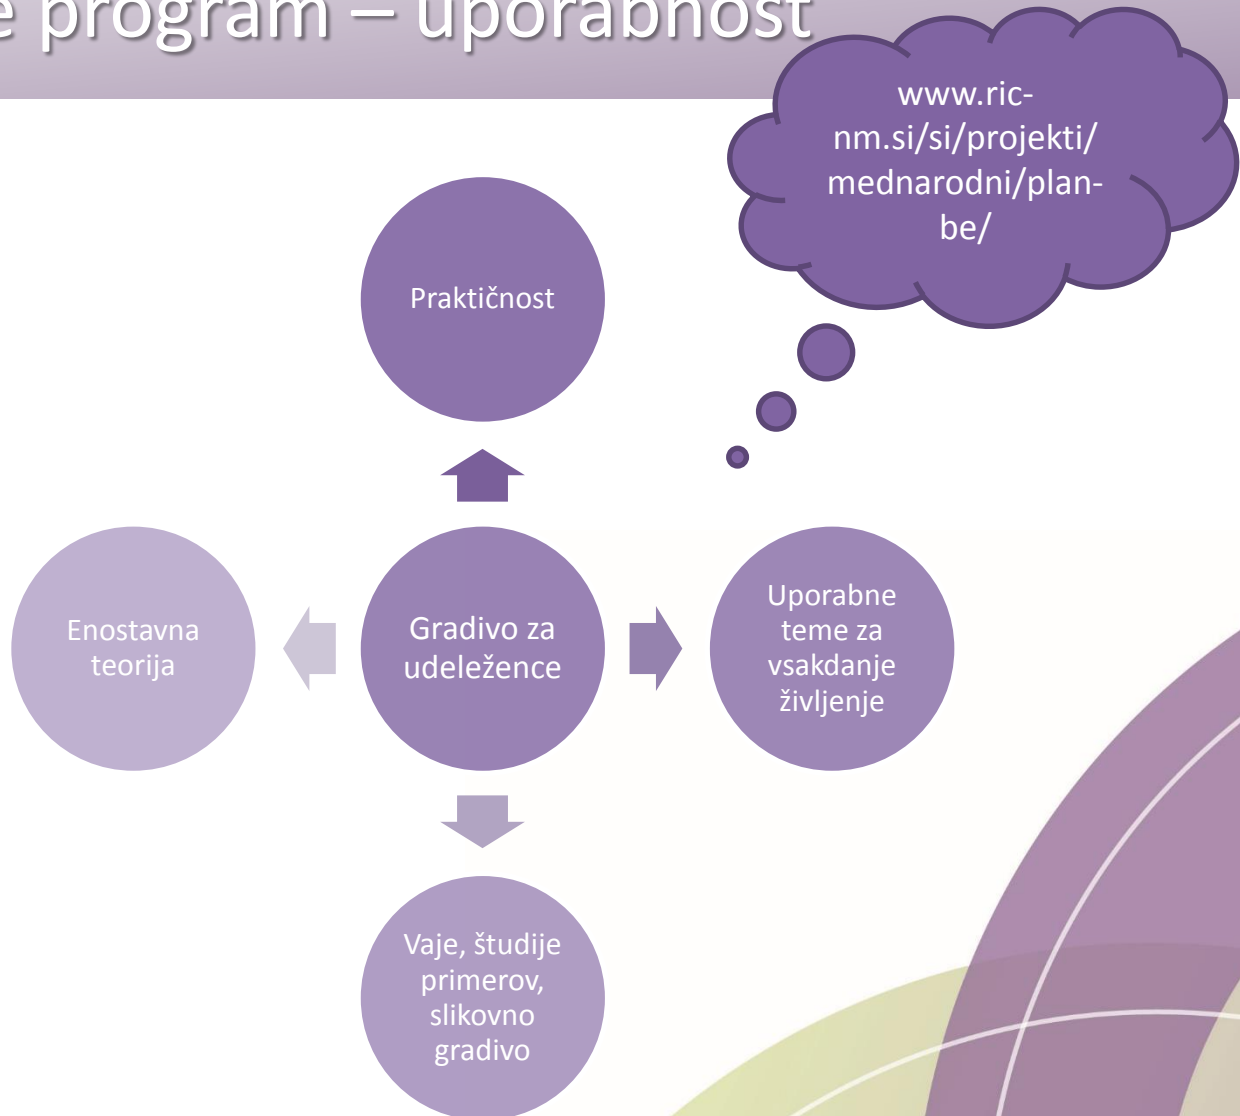 e program – uporabnost
www.ric-
nm.si/si/projekti/
mednarodni/plan-
be/
Praktičnost
Enostavna
teorija
Gradivo za
udeležence
Uporabne
teme za
vsakdanje
življenje
Vaje, študije
primerov,
slikovno
gradivo